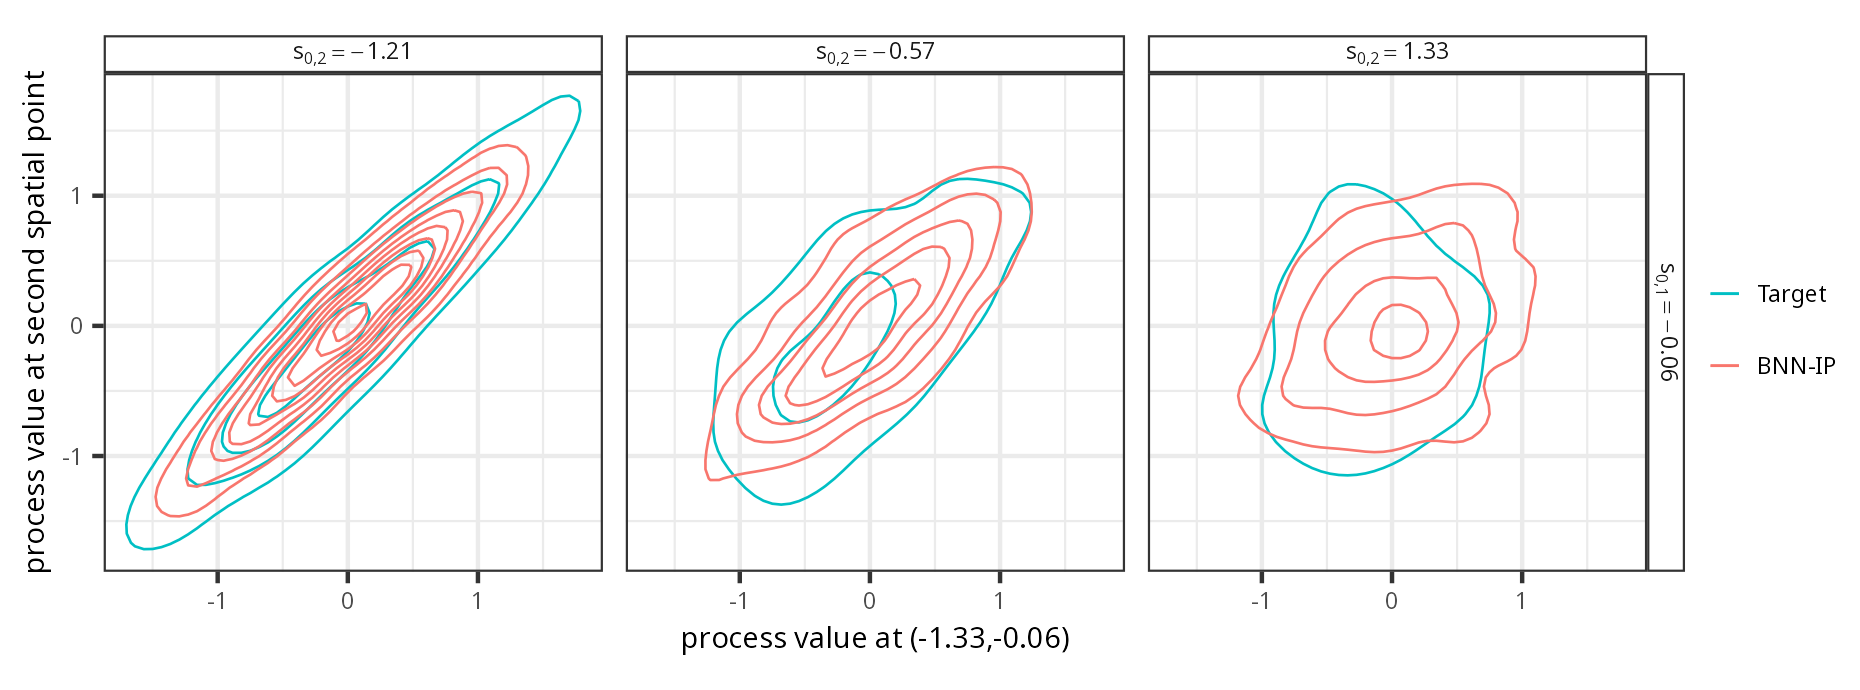 s0,2 = −1.21
s0,2 = −0.57
s0,2 = 1.33
process value at second spatial point
1
0
-1
s0,1 = −0.06
Target
BNN-IP
-1 0 1
-1 0 1
-1 0 1
process value at (-1.33,-0.06)